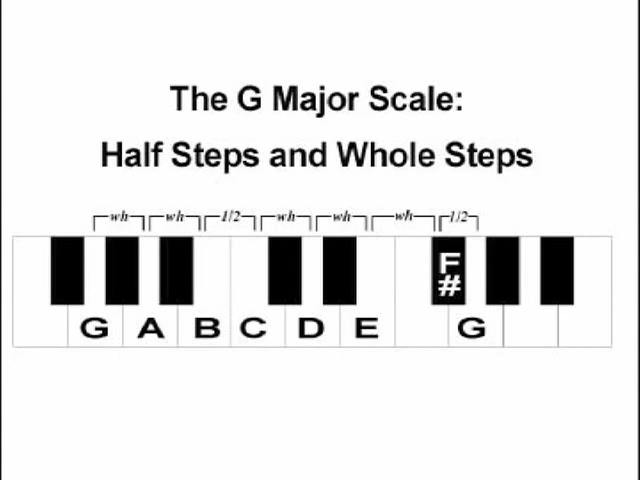 The G Major Scale:
Half Steps and Whole Steps
wh wh 1/2 wh wh wh 1/2
F
#
G A B C D E G